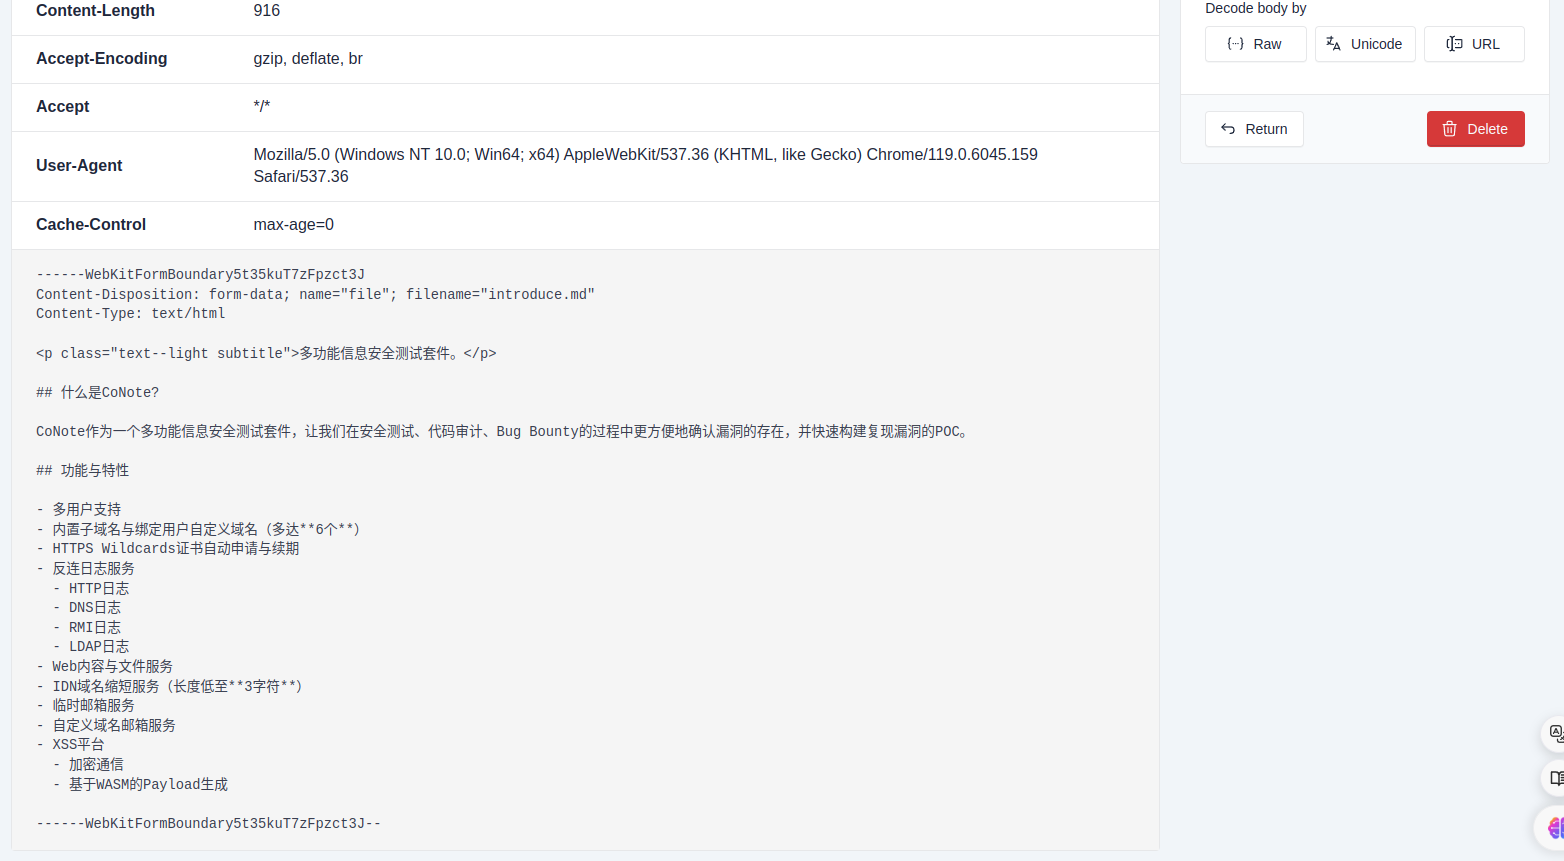 Content-Length 916
Accept-Encoding gzip, deflate, br
Accept */*
User-Agent Mozilla/5.0 (Windows NT 10.0; Win64; x64) AppleWebKit/537.36 (KHTML, like Gecko) Chrome/119.0.6045.159
Safari/537.36
Cache-Control max-age=0
------WebKitFormBoundary5t35kuT7zFpzct3J
Content-Disposition: form-data; name="file"; filename="introduce.md"
Content-Type: text/html
<p class="text--light subtitle">多功能信息安全测试套件。</p>
## 什么是CoNote?
CoNote作为一个多功能信息安全测试套件，让我们在安全测试、代码审计、Bug Bounty的过程中更方便地确认漏洞的存在，并快速构建复现漏洞的POC。
## 功能与特性
- 多用户支持
- 内置子域名与绑定用户自定义域名（多达**6个**）
- HTTPS Wildcards证书自动申请与续期
- 反连日志服务
  - HTTP日志
  - DNS日志
  - RMI日志
  - LDAP日志
- Web内容与文件服务
- IDN域名缩短服务（长度低至**3字符**）
- 临时邮箱服务
- 自定义域名邮箱服务
- XSS平台
  - 加密通信
  - 基于WASM的Payload生成
------WebKitFormBoundary5t35kuT7zFpzct3J--
Decode body by
Raw Unicode URL
Return Delete